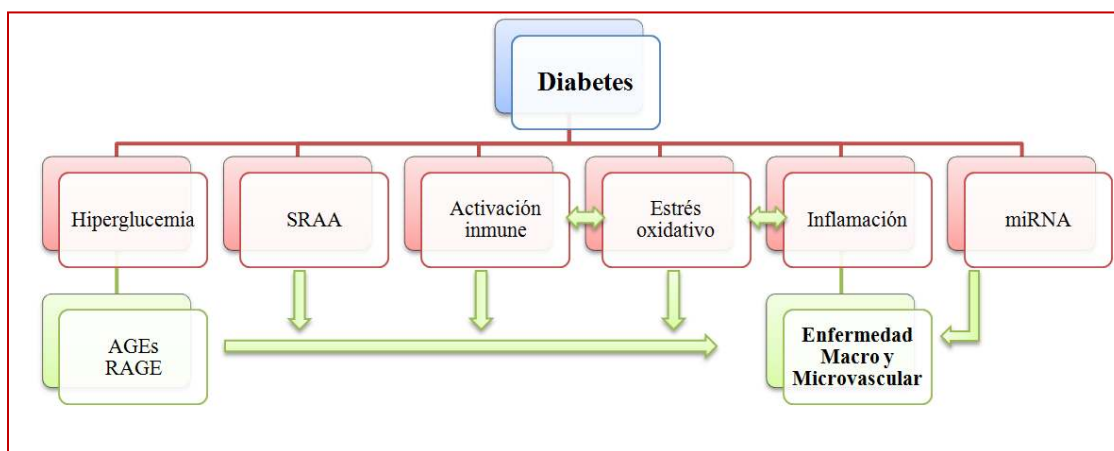 Diabetes
Hiperglucemia
SRAA
Activación
inmune
Estrés
oxidativo
Inflamación
miRNA
AGEs
RAGE
Enfermedad
Macro y
Microvascular